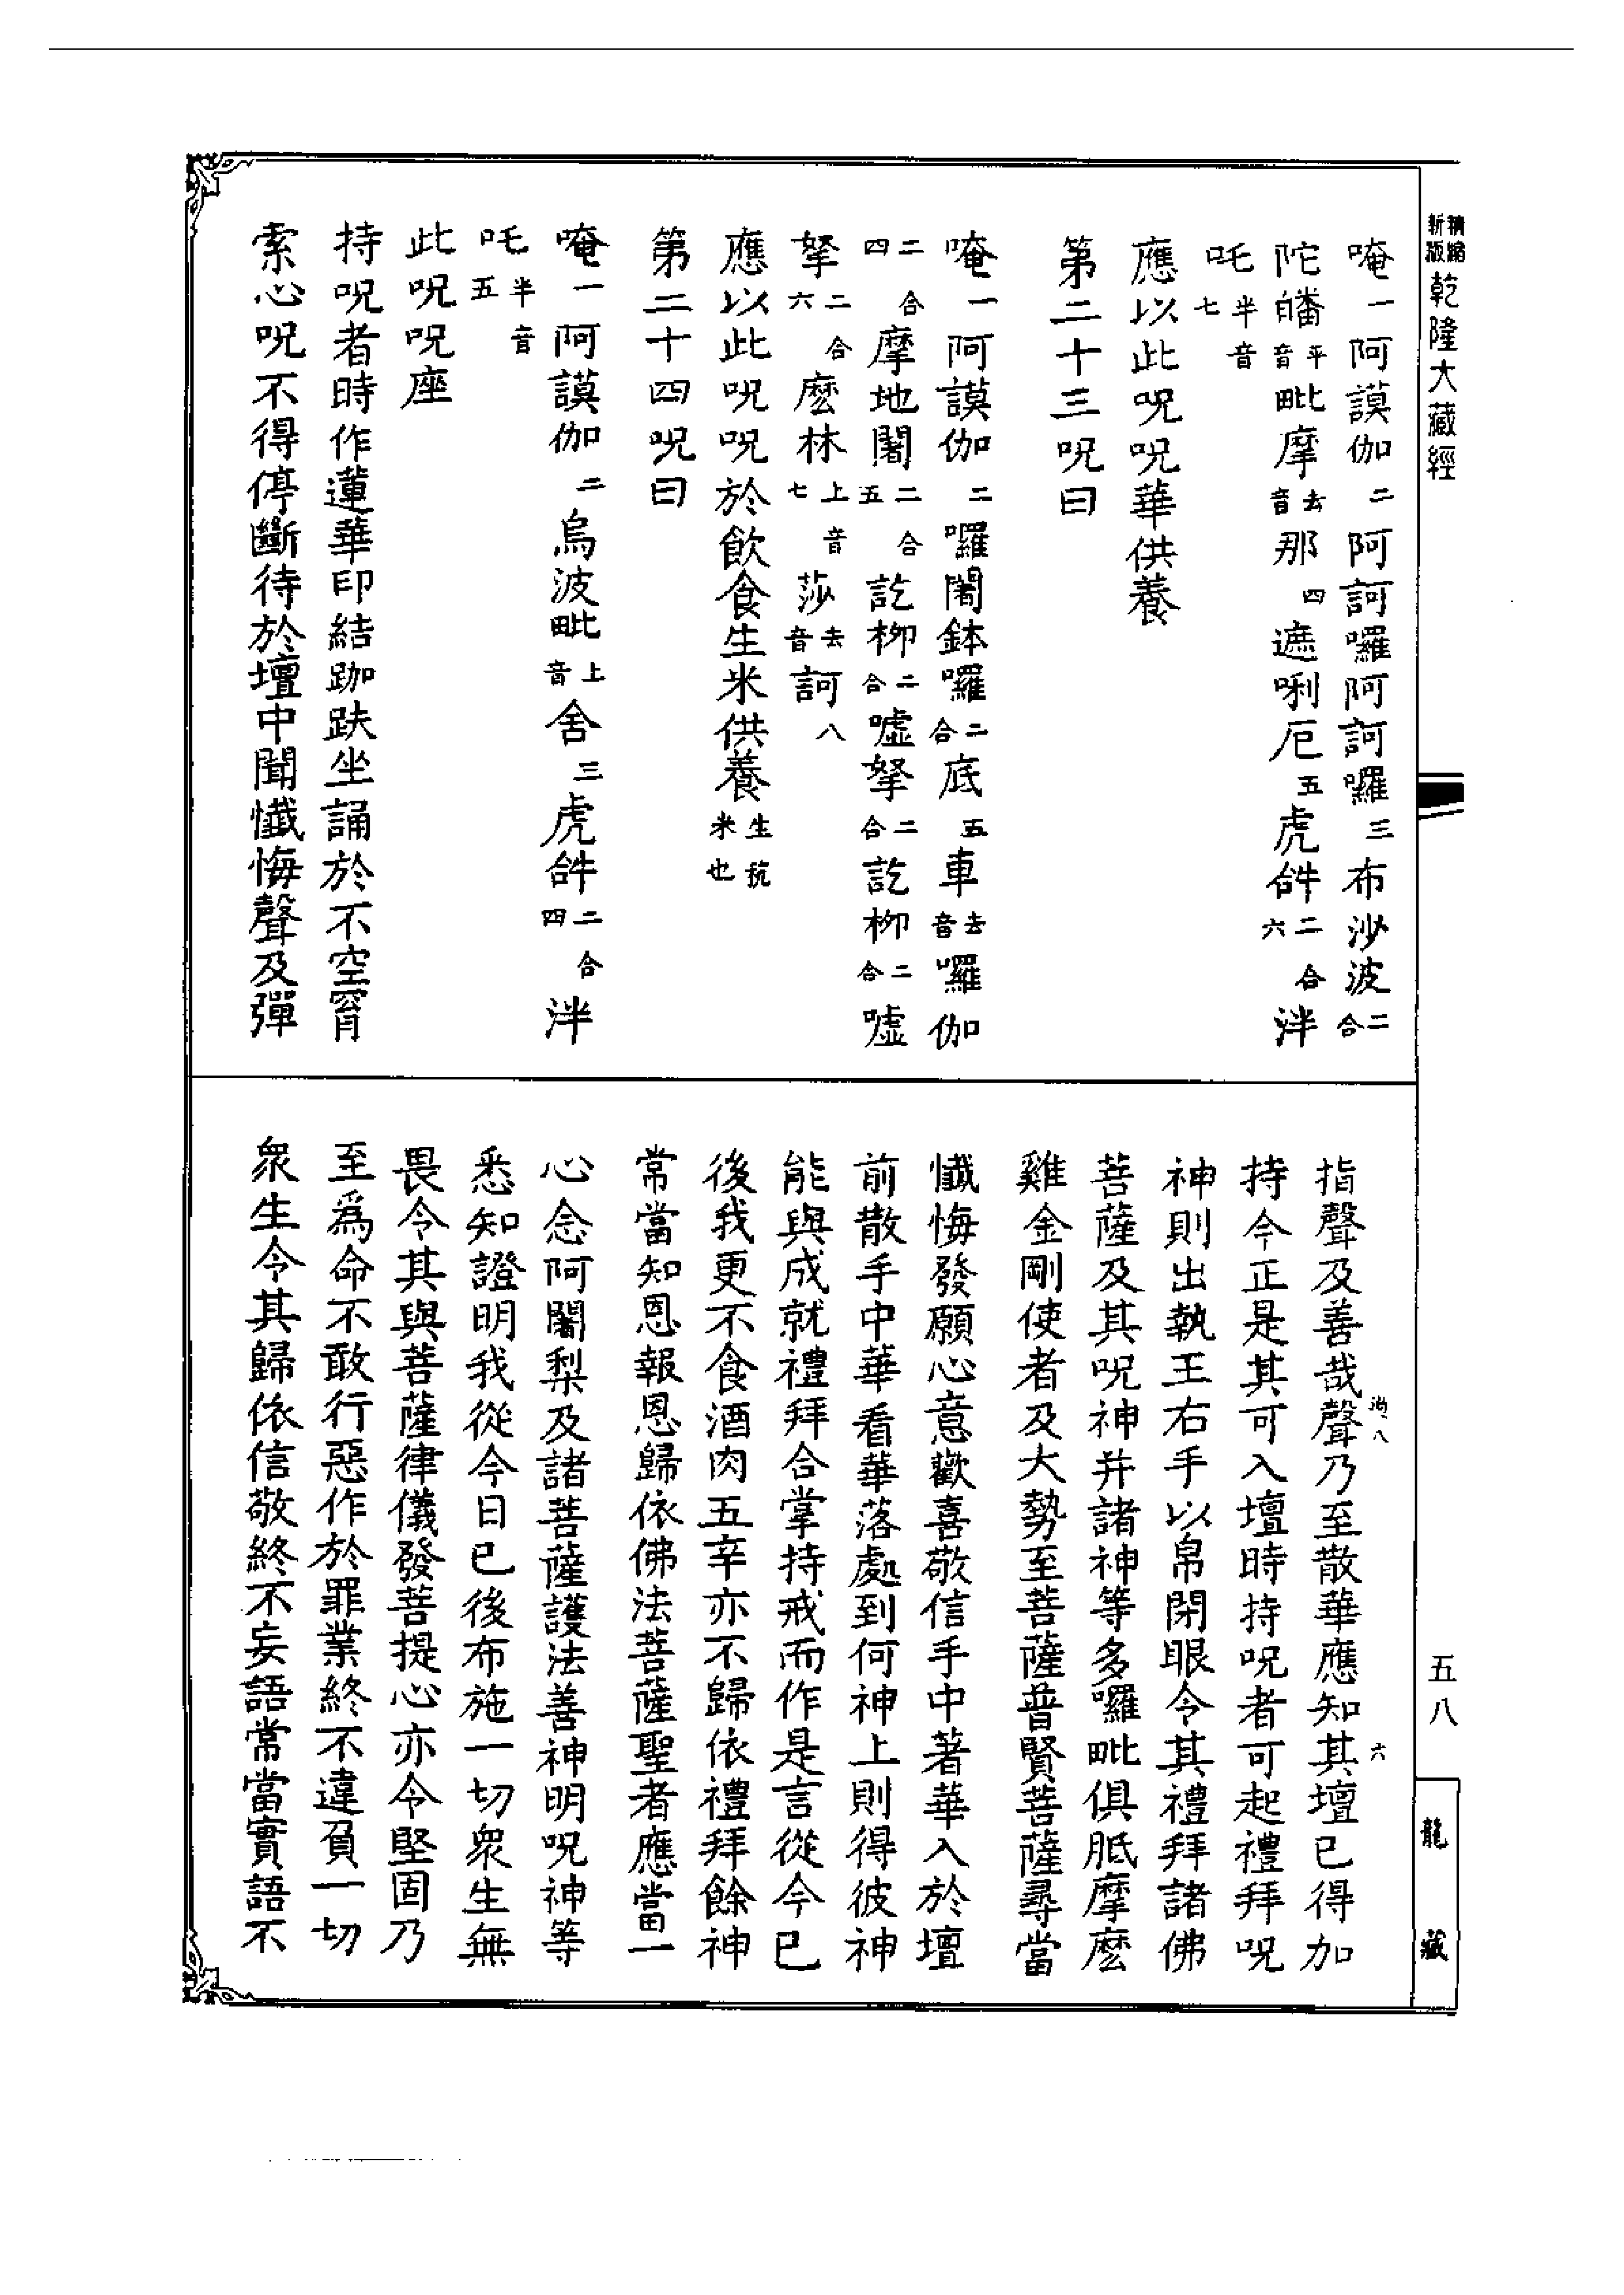 精縮新版 乾隆大藏經
五八
龍藏
唵一阿謨伽二阿訶囉阿訶囉三布沙波二合
陀皤平音毗摩去音那四遮唎厄五虎𤙖二合六泮
吒半音七
應以此呪呪華供養
第二十三呪曰
唵一阿謨伽二囉闍鉢囉二合底五車去音囉伽
二合四摩地闍二合五訖柳二合嘘拏二合訖柳二合嘘
拏二合六麽林上音七莎去音訶八
應以此呪呪於飲食生米供養生秔米也
第二十四呪曰
唵一阿謨伽二烏波毗上音舍三虎𤙖二合四泮
吒半音五
此呪呪座
持呪者時作蓮華印結跏趺坐誦於不空罥
索心呪不得停斷待於壇中聞懺悔聲及彈
指聲及善哉聲乃至散華應知其壇已得加
八
六
持今正是其可入壇時持呪者可起禮拜呪
神則出執王右手以帛閉眼令其禮拜諸佛
菩薩及其呪神并諸神等多囉毗俱胝摩麽
雞金剛使者及大勢至菩薩普賢菩薩尋當
懺悔發願心意歡喜敬信手中著華入於壇
前散手中華看華落處到何神上則得彼神
能與成就禮拜合掌持戒而作是言從今已
後我更不食酒肉五辛亦不歸依禮拜餘神
常當知恩報恩歸依佛法菩薩聖者應當一
心念阿闍梨及諸菩薩護法善神明呪神等
悉知證明我從今日已後布施一切衆生無
畏令其與菩薩律儀發菩提心亦令堅固乃
至爲命不敢行惡作於罪業終不違負一切
衆生令其歸依信敬終不妄語常當實語不